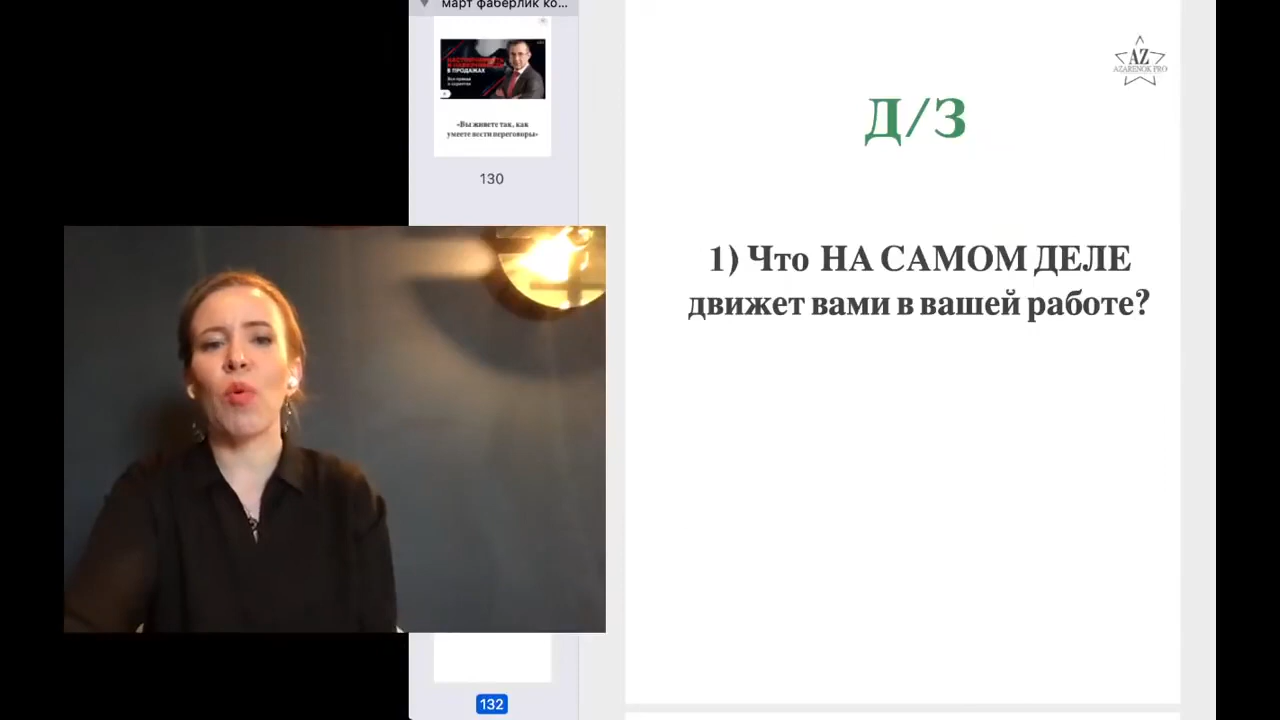 март фаберлик ко...
В ПРОДАЖАХ
«Вы живете так, как
умеете вести переговоры»
130
132
AZ
AZARENOK PRO
Д/З
1) Что НА САМОМ ДЕЛЕ
движет вами в вашей работе?